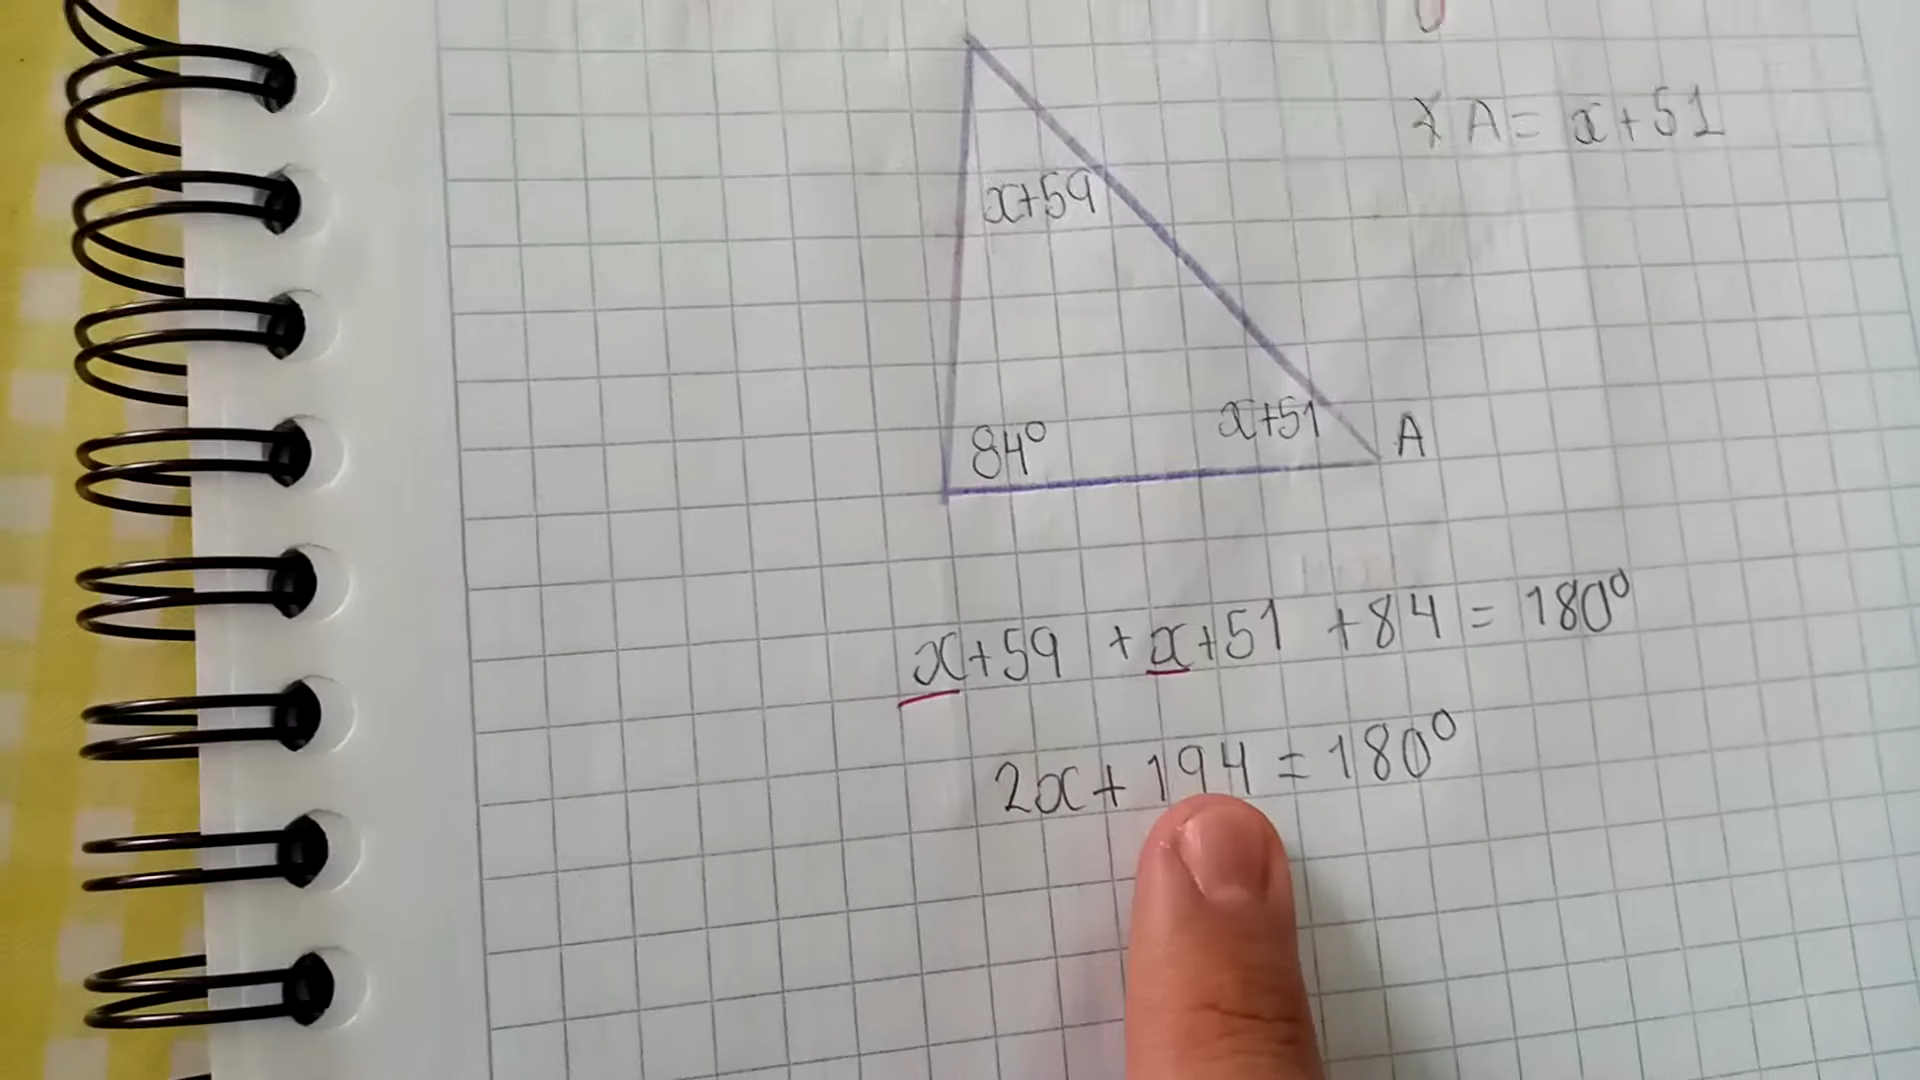 ∡ A = x+51
x+59
84° x+51 A
x+59 +x+51 +84 = 180°
2x+194 = 180°